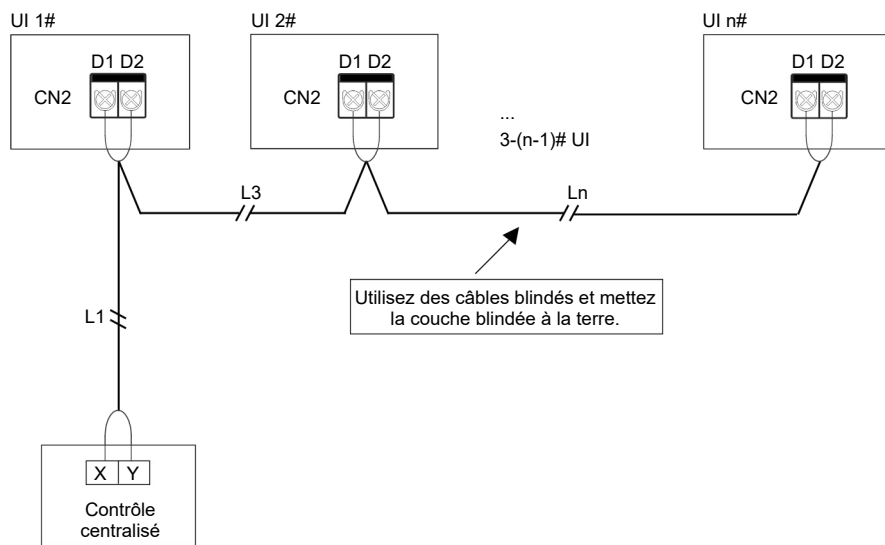 UI 1#
UI 2#
UI n#
D1 D2
D1 D2
D1 D2
CN2
CN2
CN2
...
3-(n-1)# UI
L3
Ln
Utilisez des câbles blindés et mettez
la couche blindée à la terre.
L1
X Y
Contrôle
centralisé